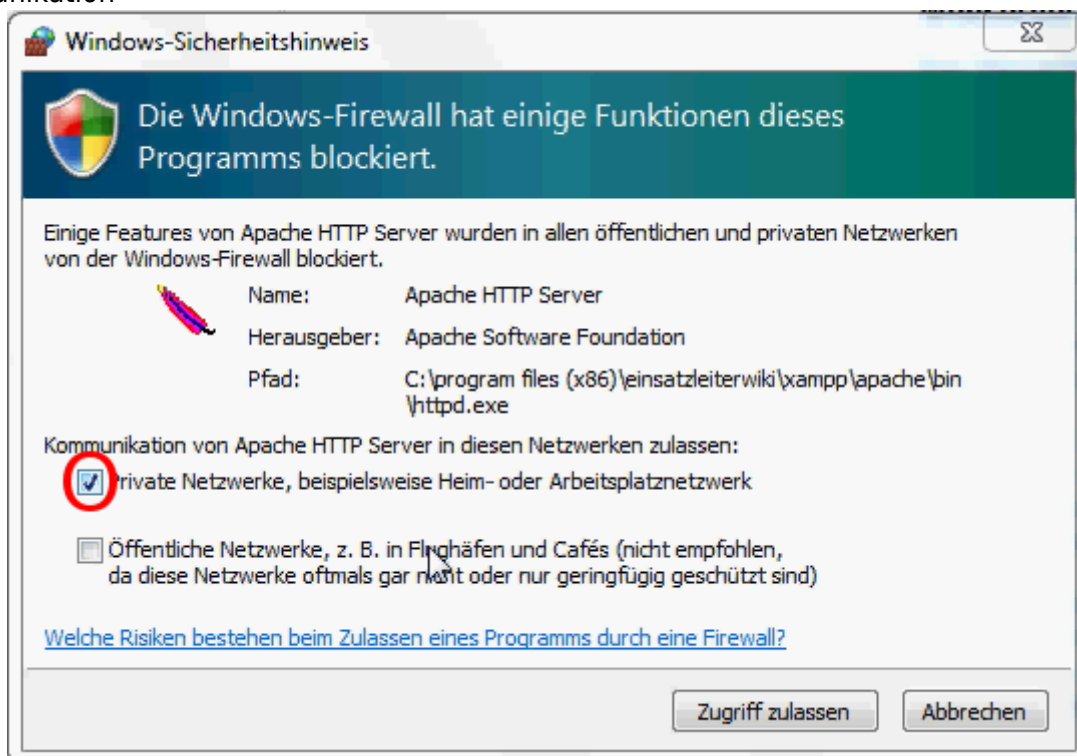 Windows-Sicherheitshinweis
Die Windows-Firewall hat einige Funktionen dieses
Programms blockiert.
Einige Features von Apache HTTP Server wurden in allen öffentlichen und privaten Netzwerken
von der Windows-Firewall blockiert.
Name: Apache HTTP Server
Herausgeber: Apache Software Foundation
Pfad: C:\program files (x86)\einsatzleiterwiki\xampp\apache\bin
\httpd.exe
Kommunikation von Apache HTTP Server in diesen Netzwerken zulassen:
Private Netzwerke, beispielsweise Heim- oder Arbeitsplatznetzwerk
Öffentliche Netzwerke, z. B. in Flughäfen und Cafés (nicht empfohlen,
da diese Netzwerke oftmals gar nicht oder nur geringfügig geschützt sind)
Welche Risiken bestehen beim Zulassen eines Programms durch eine Firewall?
Zugriff zulassen Abbrechen